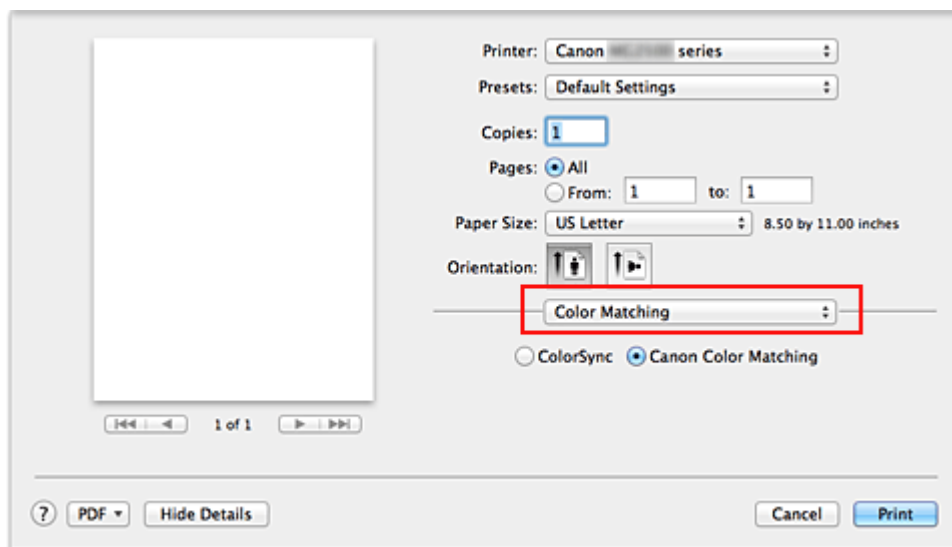 Printer: Canon series
Presets: Default Settings
Copies: 1
Pages: All
From: 1 to: 1
Paper Size: US Letter 8.50 by 11.00 inches
Orientation:
Color Matching
ColorSync Canon Color Matching
1 of 1
? PDF Hide Details Cancel Print